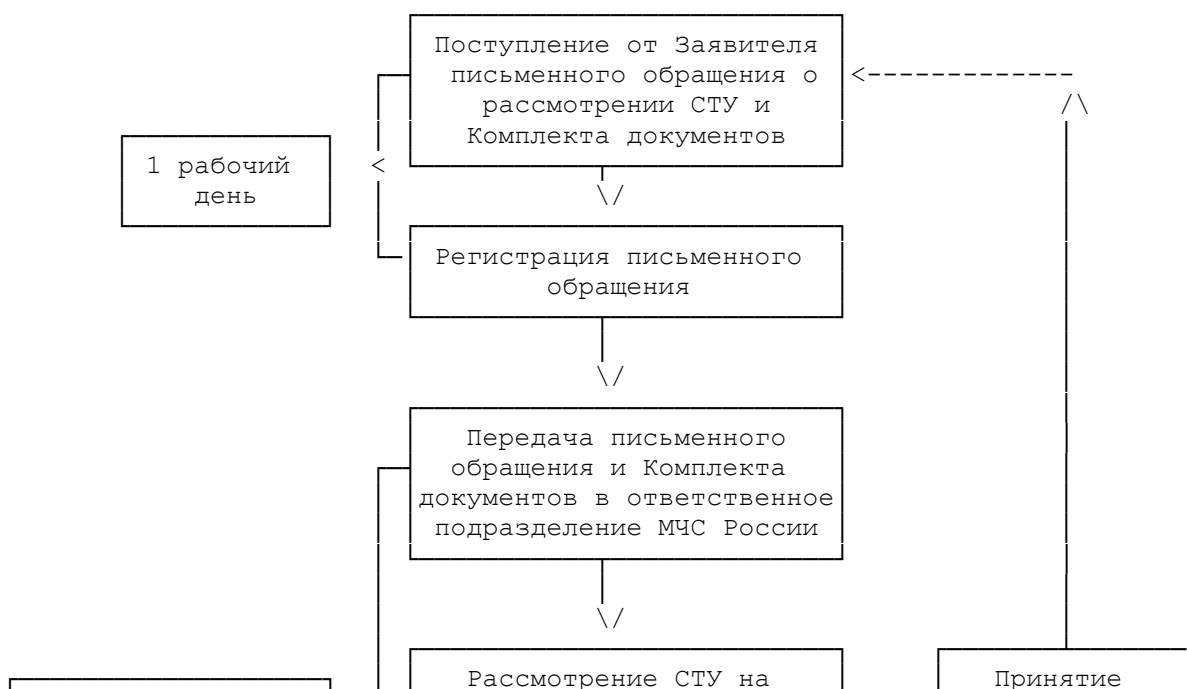 Поступление от Заявителя
письменного обращения о
рассмотрении СТУ и
Комплекта документов
1 рабочий
день
Регистрация письменного
обращения
Передача письменного
обращения и Комплекта
документов в ответственное
подразделение МЧС России
Рассмотрение СТУ на
Принятие